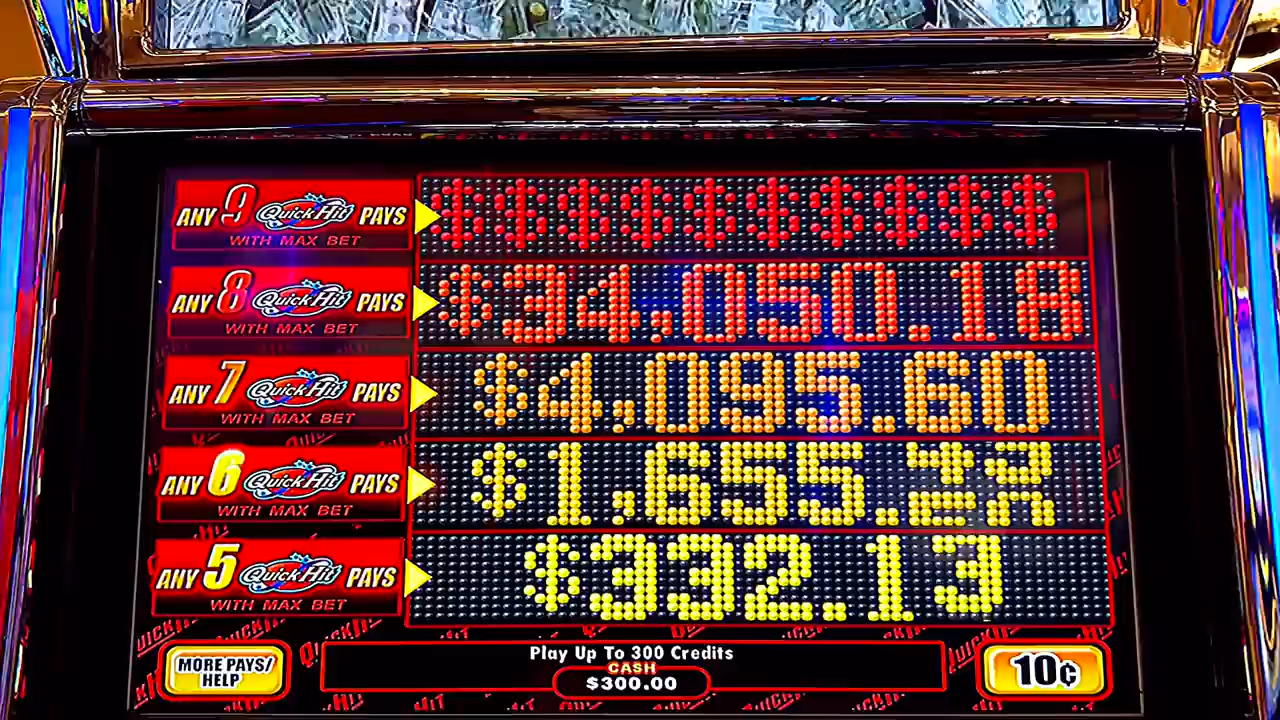 ANY 9 Quick Hit PAYS
WITH MAX BET
$$$$$$$$$$
ANY 8 Quick Hit PAYS
WITH MAX BET
$34,050.18
ANY 7 Quick Hit PAYS
WITH MAX BET
$4,095.60
ANY 6 Quick Hit PAYS
WITH MAX BET
$1,655.
ANY 5 Quick Hit PAYS
WITH MAX BET
$332.13
MORE PAYS/
HELP
Play Up To 300 Credits
CASH
$300.00
10¢